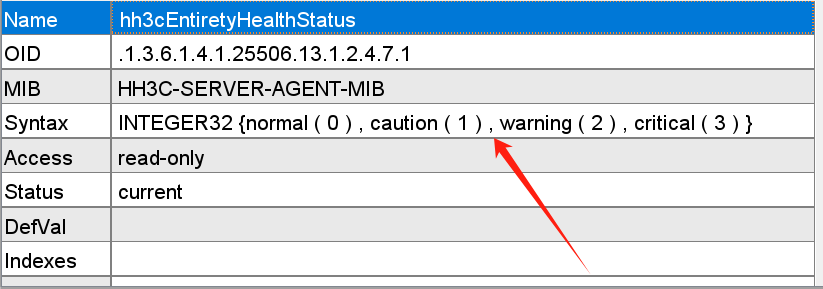 Name hh3cEntiretyHealthStatus
OID .1.3.6.1.4.1.25506.13.1.2.4.7.1
MIB HH3C-SERVER-AGENT-MIB
Syntax INTEGER32 {normal ( 0 ) , caution ( 1 ) , warning ( 2 ) , critical ( 3 ) }
Access read-only
Status current
DefVal
Indexes